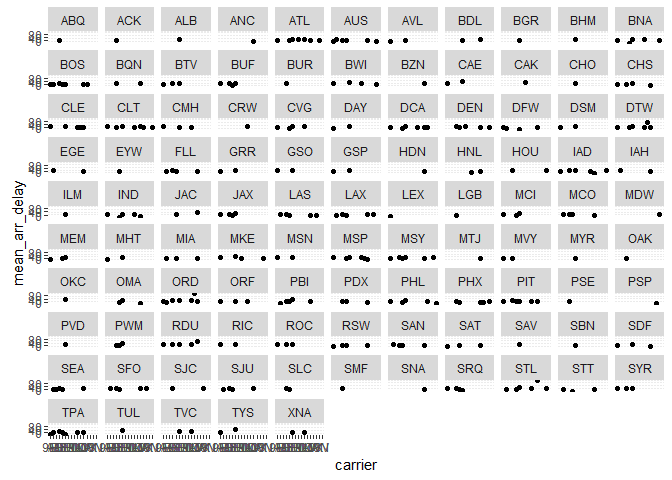 ABQ ACK ALB ANC ATL AUS AVL BDL BGR BHM BNA
BOS BQN BTV BUF BUR BWI BZN CAE CAK CHO CHS
CLE CLT CMH CRW CVG DAY DCA DEN DFW DSM DTW
EGE EYW FLL GRR GSO GSP HDN HNL HOU IAD IAH
ILM IND JAC JAX LAS LAX LEX LGB MCI MCO MDW
MEM MHT MIA MKE MSN MSP MSY MTJ MVY MYR OAK
OKC OMA ORD ORF PBI PDX PHL PHX PIT PSE PSP
PVD PWM RDU RIC ROC RSW SAN SAT SAV SBN SDF
SEA SFO SJC SJU SLC SMF SNA SRQ STL STT SYR
TPA TUL TVC TYS XNA
mean_arr_delay
carrier